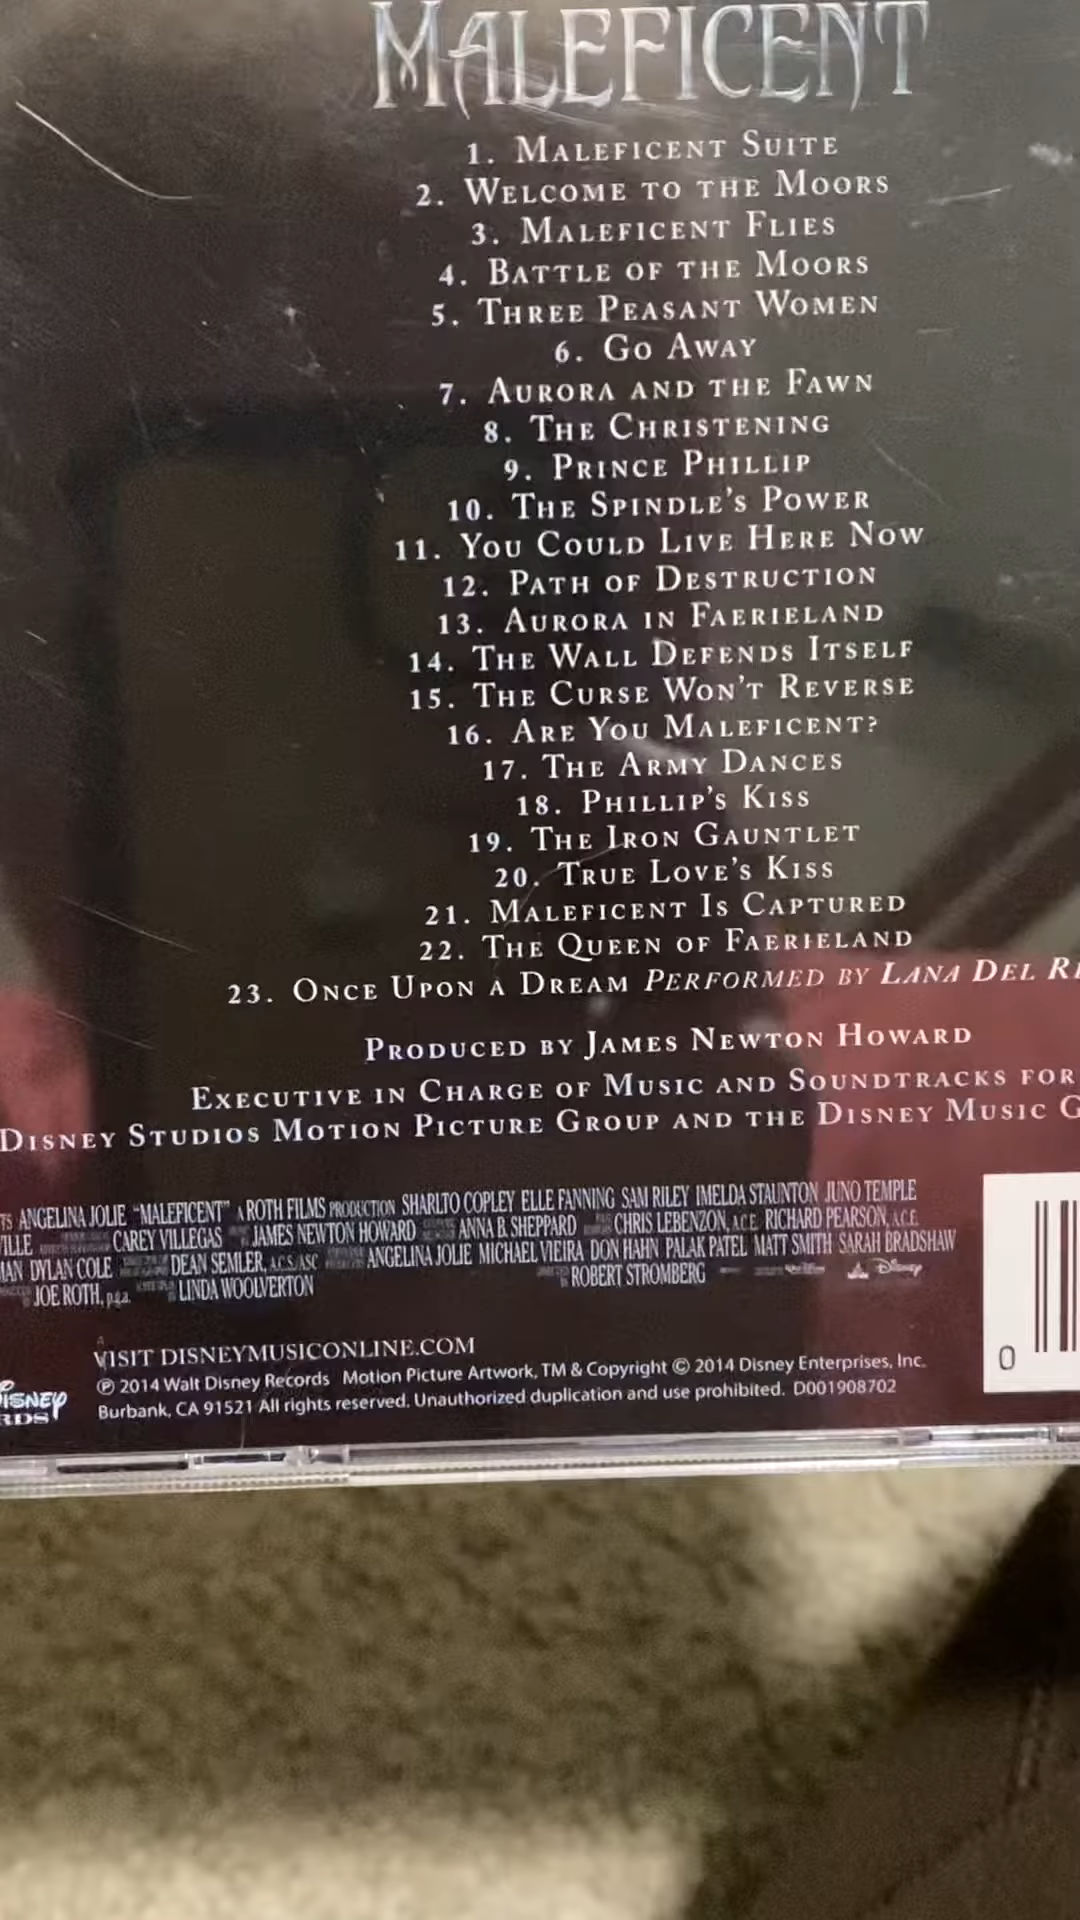 MALEFICENT
1. MALEFICENT SUITE
2. WELCOME TO THE MOORS
3. MALEFICENT FLIES
4. BATTLE OF THE MOORS
5. THREE PEASANT WOMEN
6. GO AWAY
7. AURORA AND THE FAWN
8. THE CHRISTENING
9. PRINCE PHILLIP
10. THE SPINDLE'S POWER
11. YOU COULD LIVE HERE NOW
12. PATH OF DESTRUCTION
13. AURORA IN FAERIELAND
14. THE WALL DEFENDS ITSELF
15. THE CURSE WON'T REVERSE
16. ARE YOU MALEFICENT?
17. THE ARMY DANCES
18. PHILLIP'S KISS
19. THE IRON GAUNTLET
20. TRUE LOVE'S KISS
21. MALEFICENT IS CAPTURED
22. THE QUEEN OF FAERIELAND
23. ONCE UPON A DREAM PERFORMED BY LANA DEL
PRODUCED BY JAMES NEWTON HOWARD
EXECUTIVE IN CHARGE OF MUSIC AND SOUNDTRACKS FOR
DISNEY STUDIOS MOTION PICTURE GROUP AND THE DISNEY MUSIC
ANGELINA JOLIE "MALEFICENT" A ROTH FILMS PRODUCTION SHARLTO COPLEY ELLE FANNING SAM RILEY IMELDA STAUNTON JUNO TEMPLE
CAREY VILLEGAS JAMES NEWTON HOWARD ANNA B. SHEPPARD CHRIS LEBENZON, A.C.E. RICHARD PEARSON, A.C.E.
DYLAN COLE DEAN SEMLER, ACS/ASC ANGELINA JOLIE MICHAEL VIEIRA DON HAHN PALAK PATEL MATT SMITH SARAH BRADSHAW
JOE ROTH, p.g.a. LINDA WOOLVERTON ROBERT STROMBERG Disney
VISIT DISNEYMUSICONLINE.COM
℗ 2014 Walt Disney Records Motion Picture Artwork, TM & Copyright © 2014 Disney Enterprises, Inc.
Burbank, CA 91521 All rights reserved. Unauthorized duplication and use prohibited. D001908702
DISNEY
0